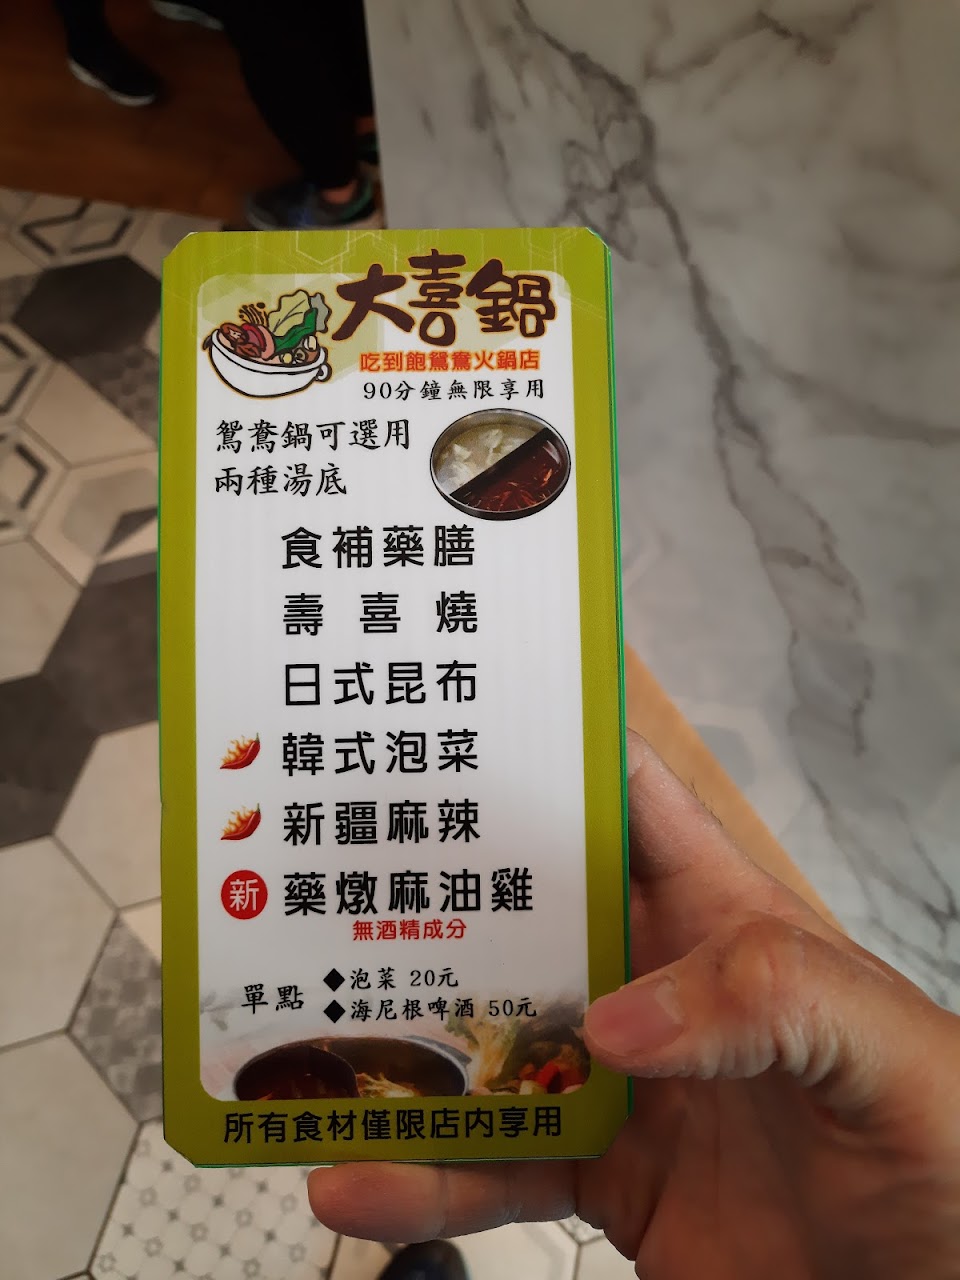 大喜鍋
吃到飽鴛鴦火鍋店
90分鐘無限享用
鴛鴦鍋可選用
兩種湯底
食補藥膳
壽喜燒
日式昆布
韓式泡菜
新疆麻辣
新 藥燉麻油雞
無酒精成分
單點
◆泡菜 20元
◆海尼根啤酒 50元
所有食材僅限店內享用